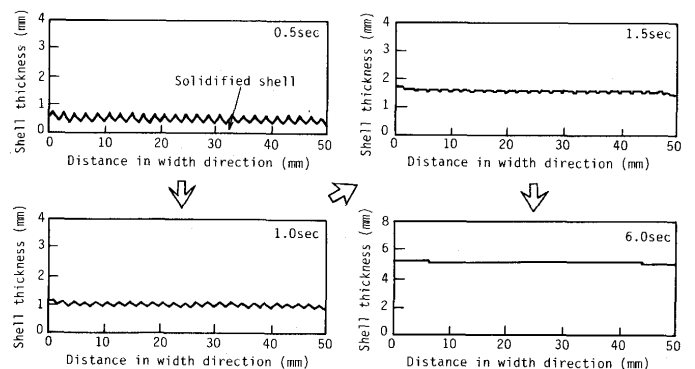 Shell thickness (mm)
4
3
2
1
0
0.5sec
Solidified shell
0 10 20 30 40 50
Distance in width direction (mm)
Shell thickness (mm)
4
3
2
1
0
1.5sec
0 10 20 30 40 50
Distance in width direction (mm)
Shell thickness (mm)
4
3
2
1
0
1.0sec
0 10 20 30 40 50
Distance in width direction (mm)
Shell thickness (mm)
8
6
4
2
0
6.0sec
0 10 20 30 40 50
Distance in width direction (mm)